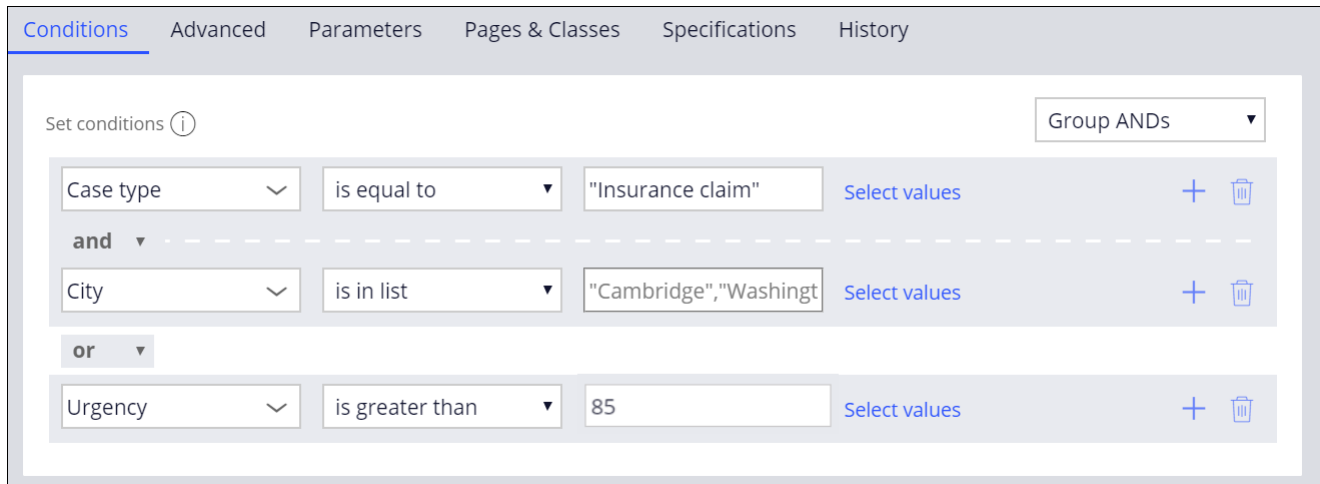 Conditions Advanced Parameters Pages & Classes Specifications History
Set conditions i Group ANDs
Case type is equal to "Insurance claim" Select values
and
City is in list "Cambridge","Washingt Select values
or
Urgency is greater than 85 Select values